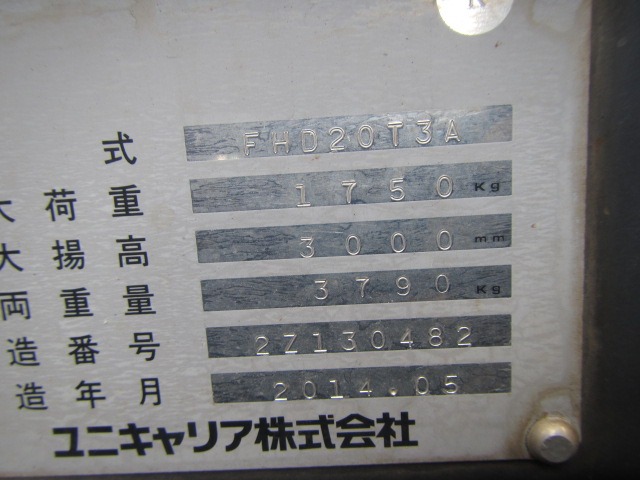 式 FHD20T3A
大荷重 1750 Kg
大揚高 3000 mm
両重量 3790 Kg
造番号 2Z130482
造年月 2014.05
ユニキャリア株式会社